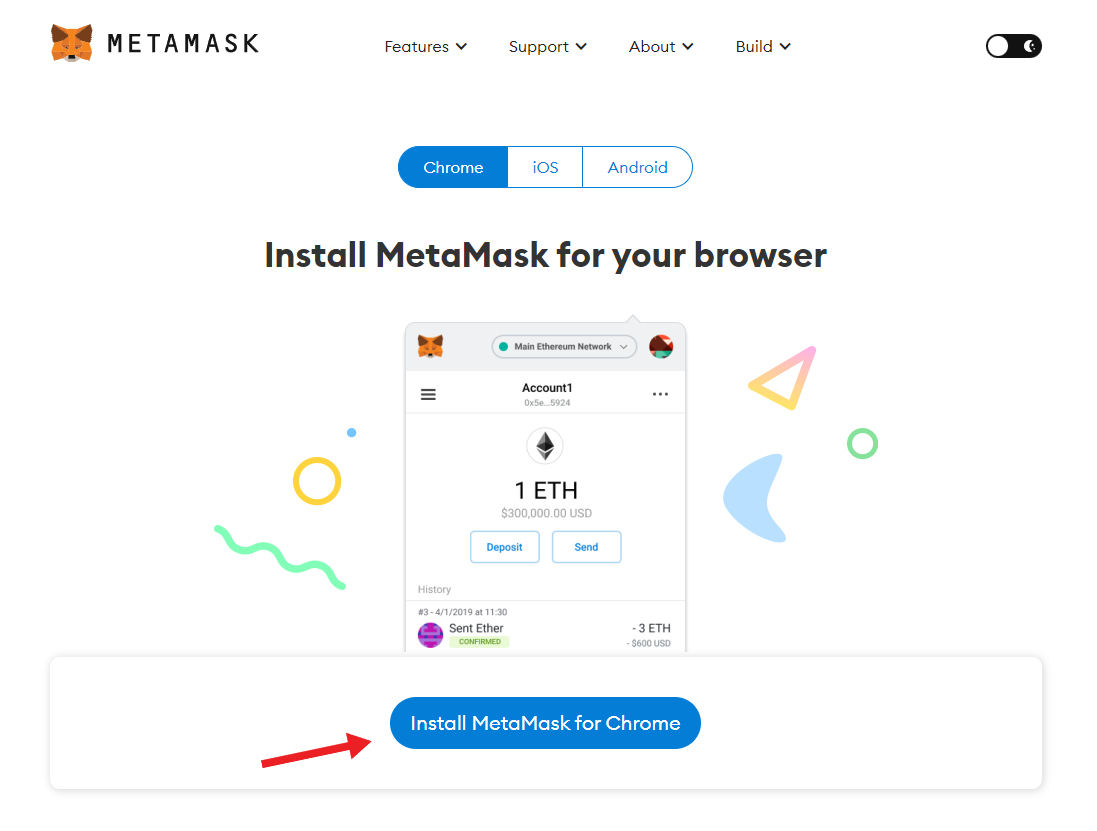 METAMASK
Features Support About Build
Chrome iOS Android
Install MetaMask for your browser
Main Ethereum Network
Account1
0x5e...5924
1 ETH
$300,000.00 USD
Deposit Send
History
#3 - 4/1/2019 at 11:30
Sent Ether - 3 ETH
CONFIRMED - $600 USD
Install MetaMask for Chrome